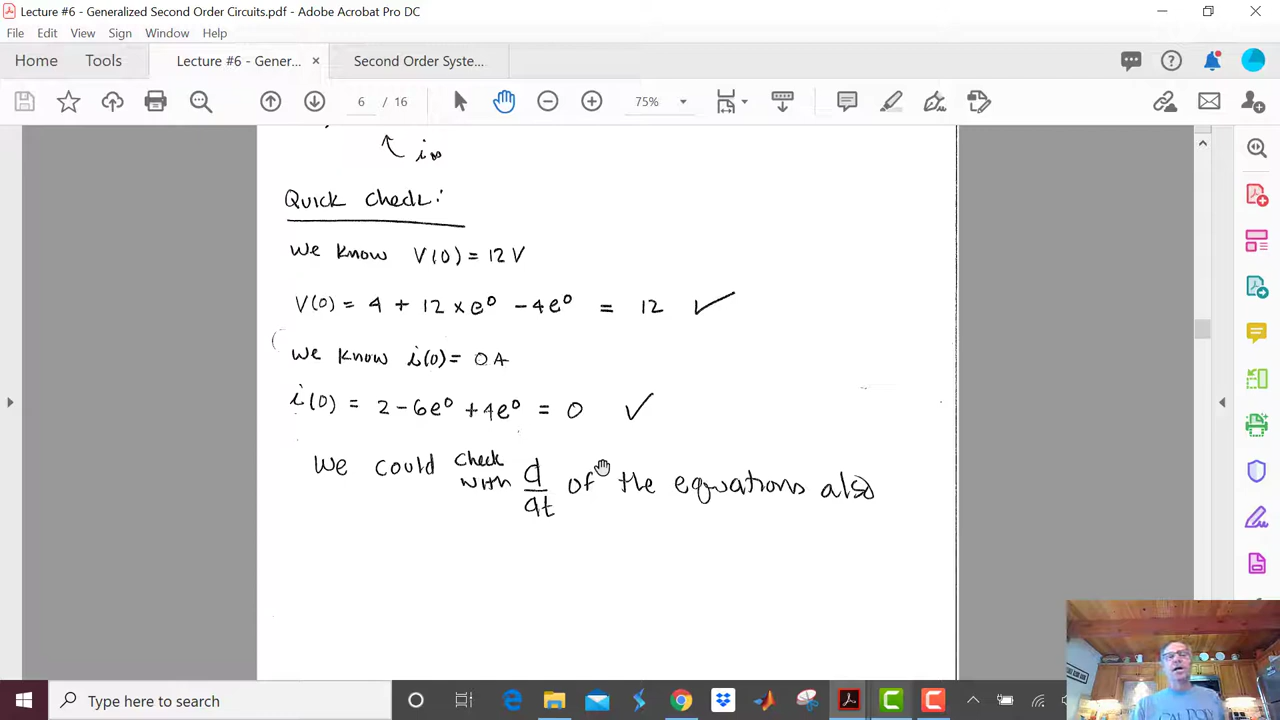 Lecture #6 - Generalized Second Order Circuits.pdf - Adobe Acrobat Pro DC
File Edit View Sign Window Help
Home Tools Lecture #6 - Gener... × Second Order Syste...
6 / 16 75%
i∞
Quick Check:
We know V(0) = 12 V
V(0) = 4 + 12 × e⁰ - 4e⁰ = 12 ✓
We know i(0) = 0 A
i(0) = 2 - 6e⁰ + 4e⁰ = 0 ✓
We could check with d/dt of the equations also
Type here to search